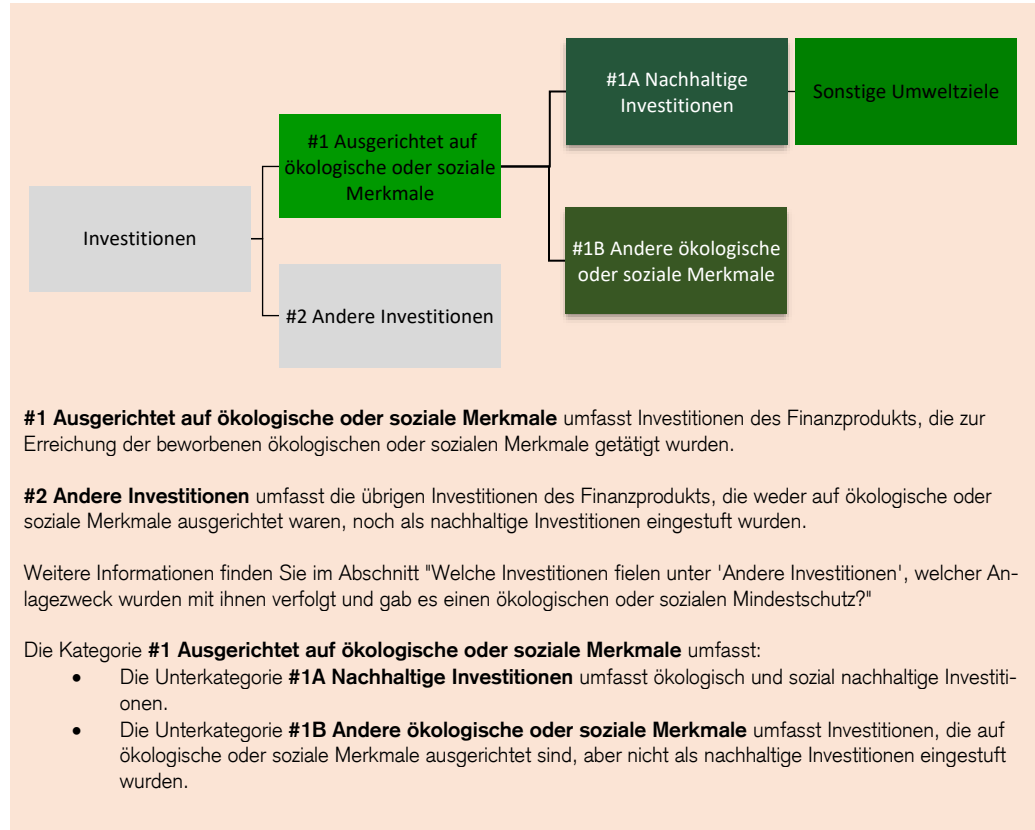 #1A Nachhaltige
Investitionen
Sonstige Umweltziele
#1 Ausgerichtet auf
ökologische oder soziale
Merkmale
Investitionen
#1B Andere ökologische
oder soziale Merkmale
#2 Andere Investitionen
#1 Ausgerichtet auf ökologische oder soziale Merkmale umfasst Investitionen des Finanzprodukts, die zur
Erreichung der beworbenen ökologischen oder sozialen Merkmale getätigt wurden.
#2 Andere Investitionen umfasst die übrigen Investitionen des Finanzprodukts, die weder auf ökologische oder
soziale Merkmale ausgerichtet waren, noch als nachhaltige Investitionen eingestuft wurden.
Weitere Informationen finden Sie im Abschnitt "Welche Investitionen fielen unter 'Andere Investitionen', welcher An-
lagezweck wurden mit ihnen verfolgt und gab es einen ökologischen oder sozialen Mindestschutz?"
Die Kategorie #1 Ausgerichtet auf ökologische oder soziale Merkmale umfasst:
• Die Unterkategorie #1A Nachhaltige Investitionen umfasst ökologisch und sozial nachhaltige Investiti-
onen.
• Die Unterkategorie #1B Andere ökologische oder soziale Merkmale umfasst Investitionen, die auf
ökologische oder soziale Merkmale ausgerichtet sind, aber nicht als nachhaltige Investitionen eingestuft
wurden.